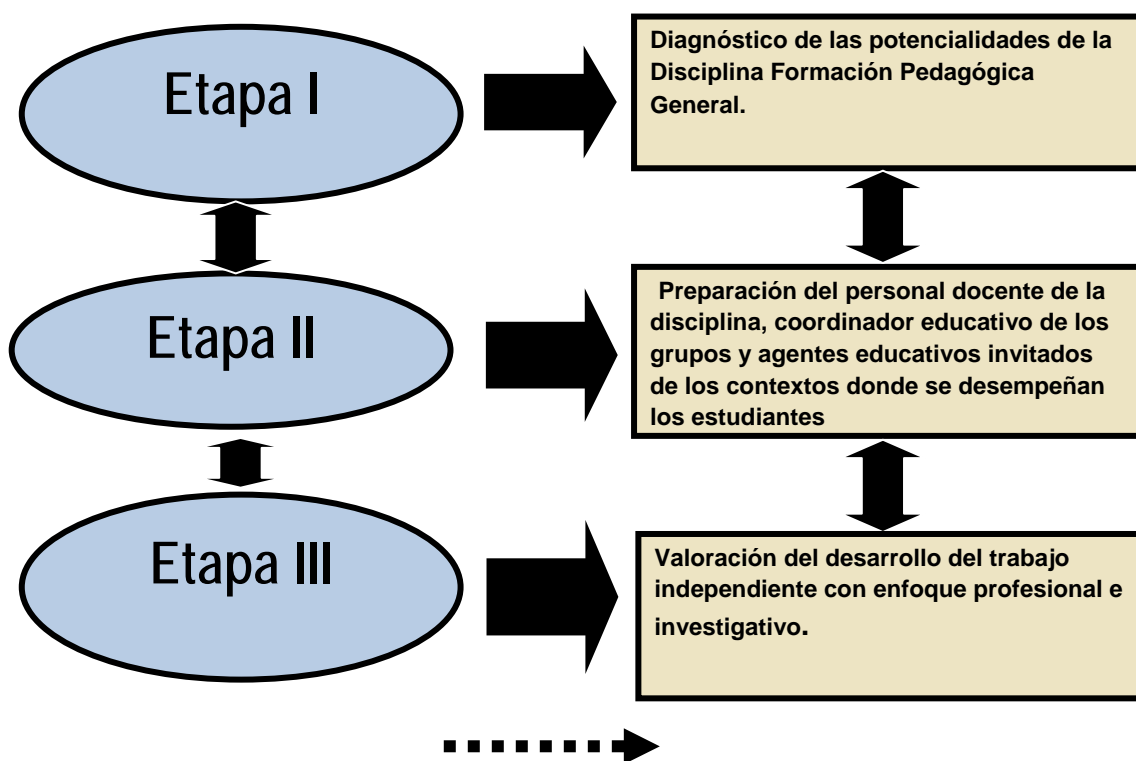 Etapa I
Diagnóstico de las potencialidades de la
Disciplina Formación Pedagógica
General.
Etapa II
Preparación del personal docente de la
disciplina, coordinador educativo de los
grupos y agentes educativos invitados
de los contextos donde se desempeñan
los estudiantes
Etapa III
Valoración del desarrollo del trabajo
independiente con enfoque profesional e
investigativo.